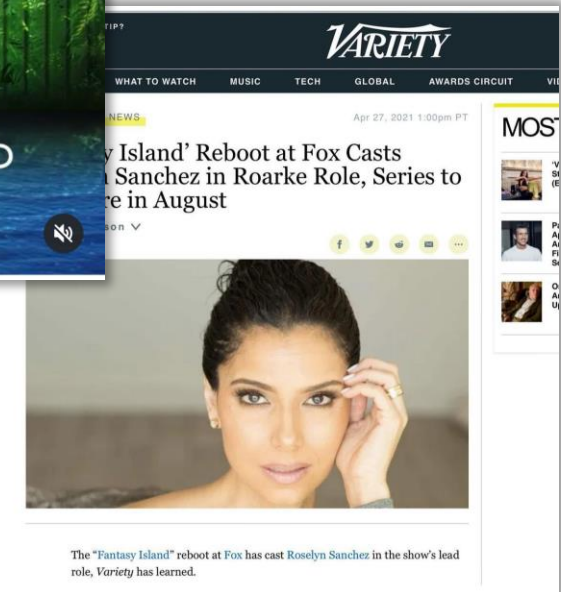 TIP?
VARIETY
WHAT TO WATCH MUSIC TECH GLOBAL AWARDS CIRCUIT
NEWS
Apr 27, 2021 1:00pm PT
Island’ Reboot at Fox Casts
Sanchez in Roarke Role, Series to
in August
MOS
f
The “Fantasy Island” reboot at Fox has cast Roselyn Sanchez in the show’s lead
role, Variety has learned.